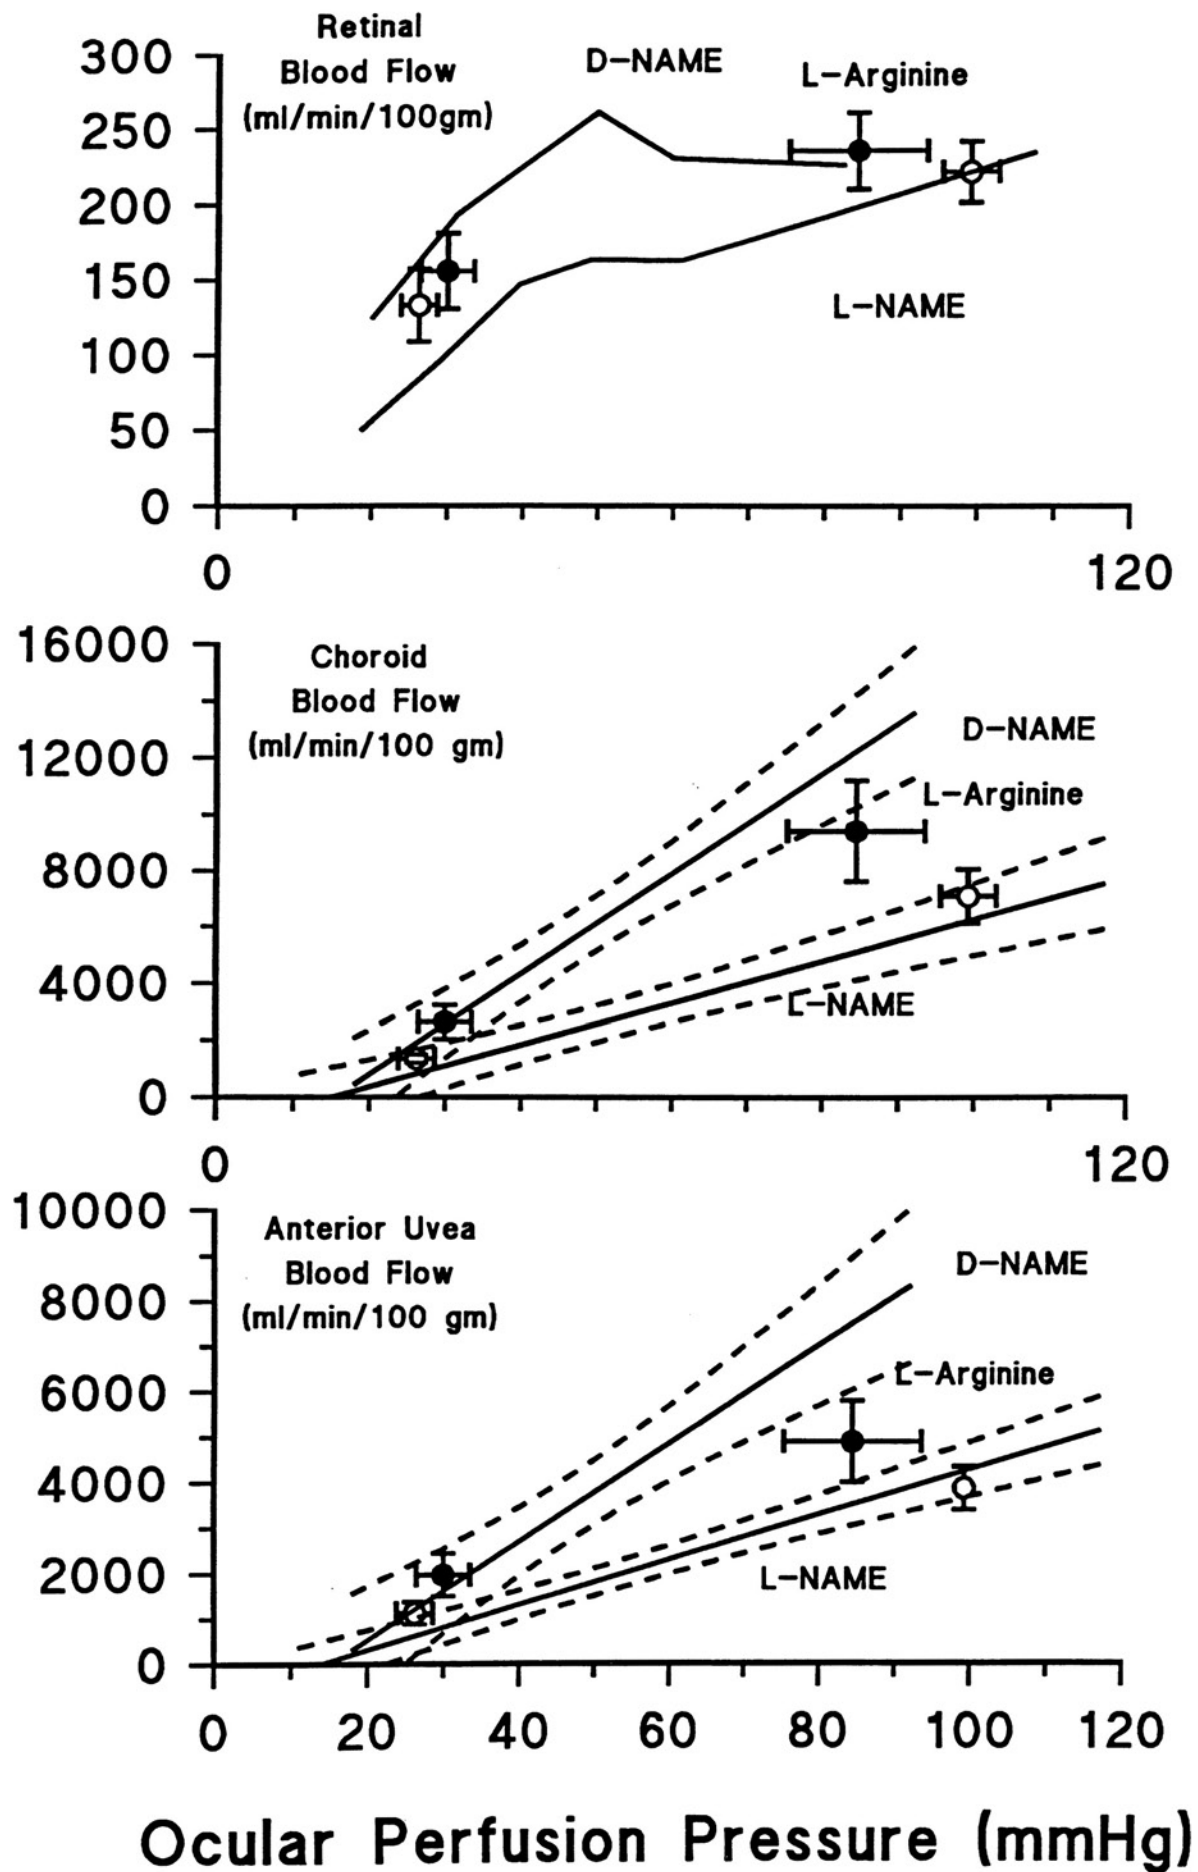 Retinal
Blood Flow
(ml/min/100gm)
D-NAME
L-Arginine
L-NAME
300
250
200
150
100
50
0
0
120
Choroid
Blood Flow
(ml/min/100 gm)
D-NAME
L-Arginine
L-NAME
16000
12000
8000
4000
0
0
120
Anterior Uvea
Blood Flow
(ml/min/100 gm)
D-NAME
L-Arginine
L-NAME
10000
8000
6000
4000
2000
0
0 20 40 60 80 100 120
Ocular Perfusion Pressure (mmHg)